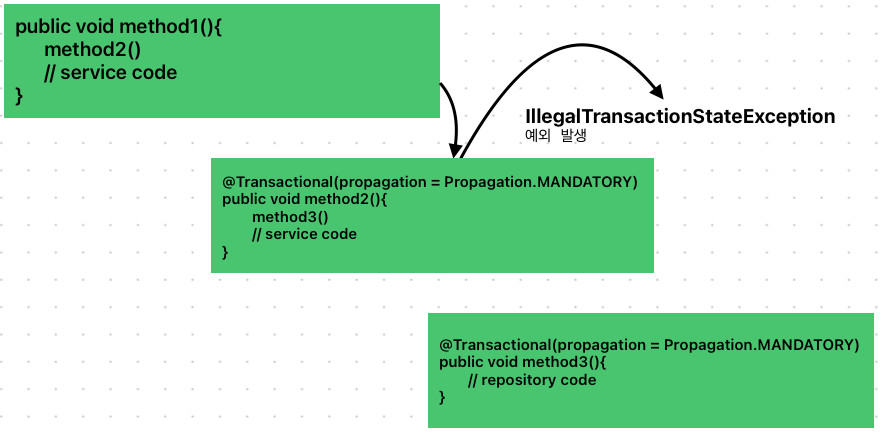 public void method1(){
method2()
// service code
}
IllegalTransactionStateException
예외 발생
@Transactional(propagation = Propagation.MANDATORY)
public void method2(){
method3()
// service code
}
@Transactional(propagation = Propagation.MANDATORY)
public void method3(){
// repository code
}